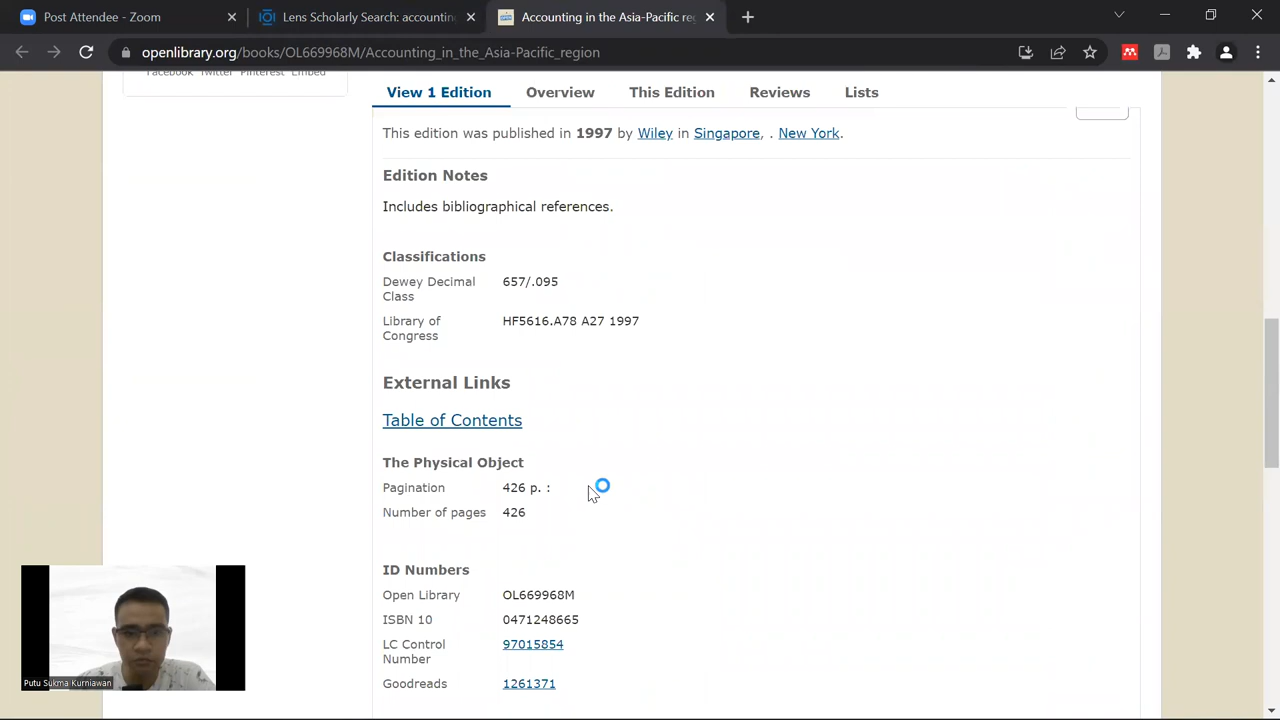 Post Attendee - Zoom
Lens Scholarly Search: accountin
Accounting in the Asia-Pacific re
openlibrary.org/books/OL669968M/Accounting_in_the_Asia-Pacific_region
Facebook Twitter Pinterest Embed
View 1 Edition Overview This Edition Reviews Lists
This edition was published in 1997 by Wiley in Singapore, . New York.
Edition Notes
Includes bibliographical references.
Classifications
Dewey Decimal Class 657/.095
Library of Congress HF5616.A78 A27 1997
External Links
Table of Contents
The Physical Object
Pagination 426 p. :
Number of pages 426
ID Numbers
Open Library OL669968M
ISBN 10 0471248665
LC Control Number 97015854
Goodreads 1261371
Putu Sukma Kurniawan